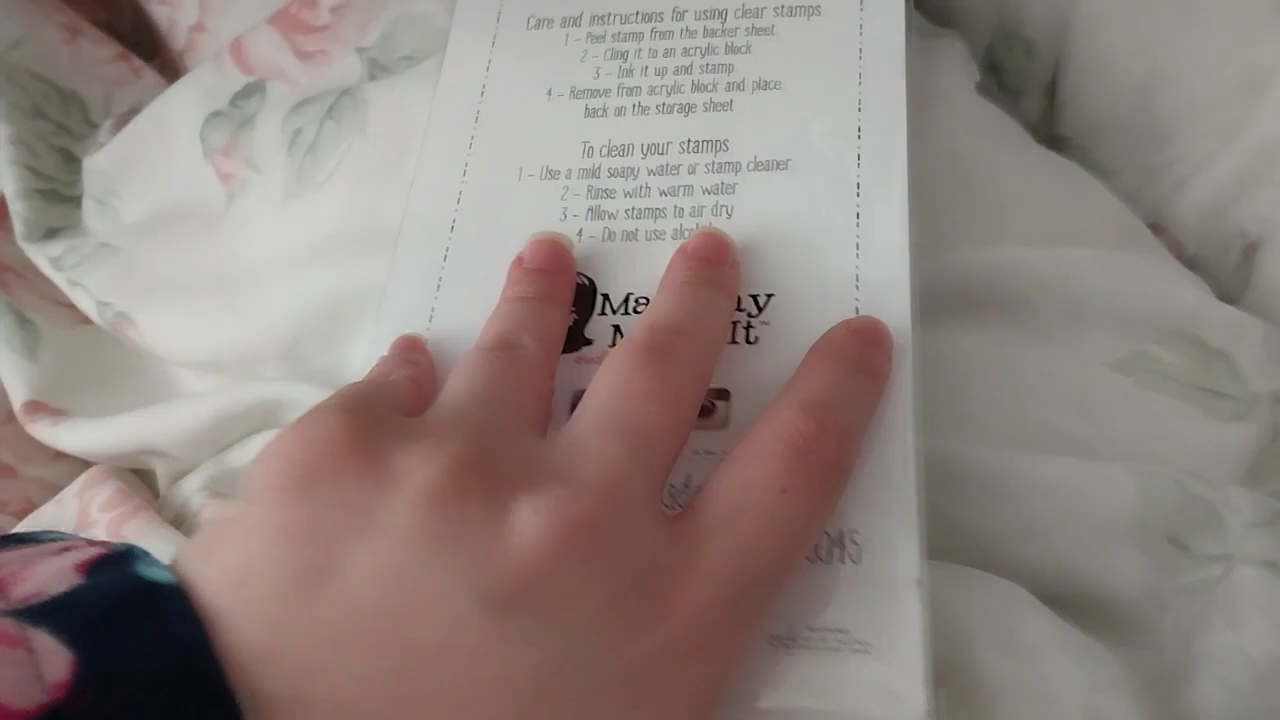 Care and instructions for using clear stamps
1 - Peel stamp from the backer sheet
2 - Cling it to an acrylic block
3 - Ink it up and stamp
4 - Remove from acrylic block and place
back on the storage sheet
To clean your stamps
1 - Use a mild soapy water or stamp cleaner
2 - Rinse with warm water
3 - Allow stamps to air dry
4 - Do not use
It™